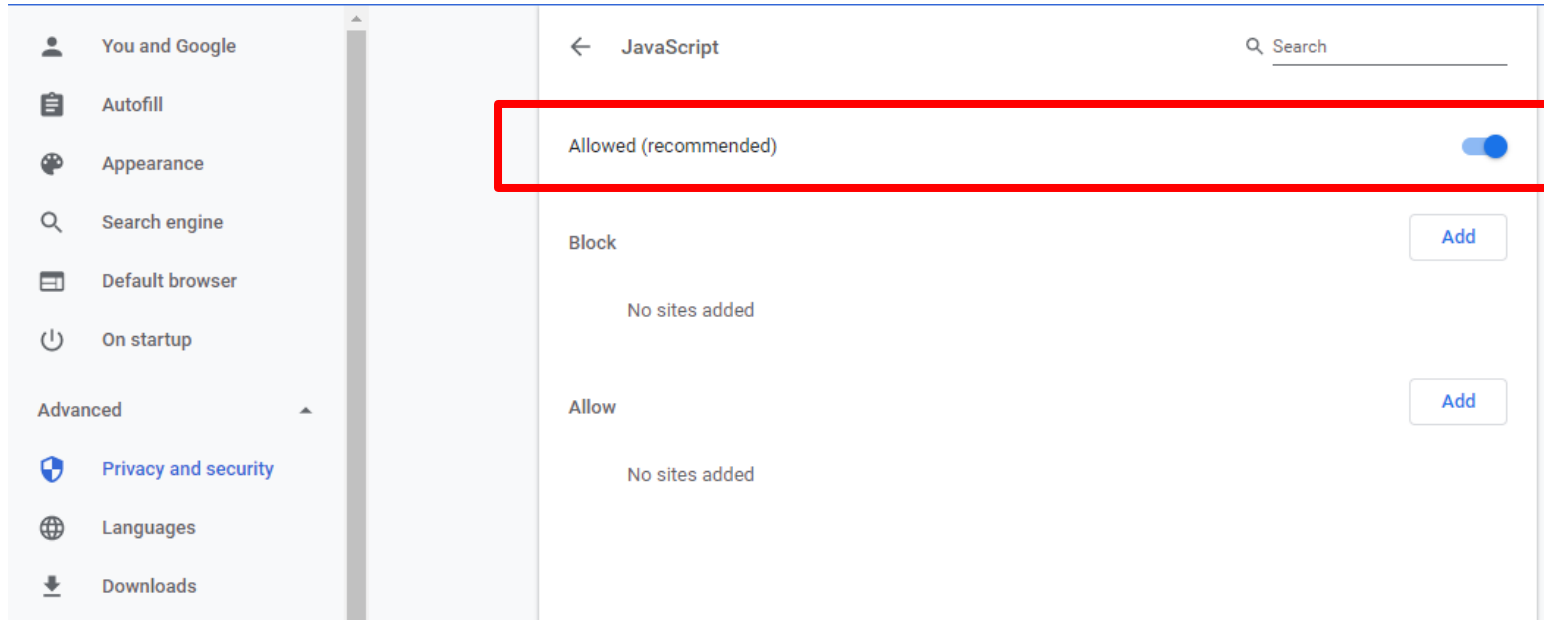 You and Google
Autofill
Appearance
Search engine
Default browser
On startup
Advanced
Privacy and security
Languages
Downloads
JavaScript
Search
Allowed (recommended)
Block
Add
No sites added
Allow
Add
No sites added